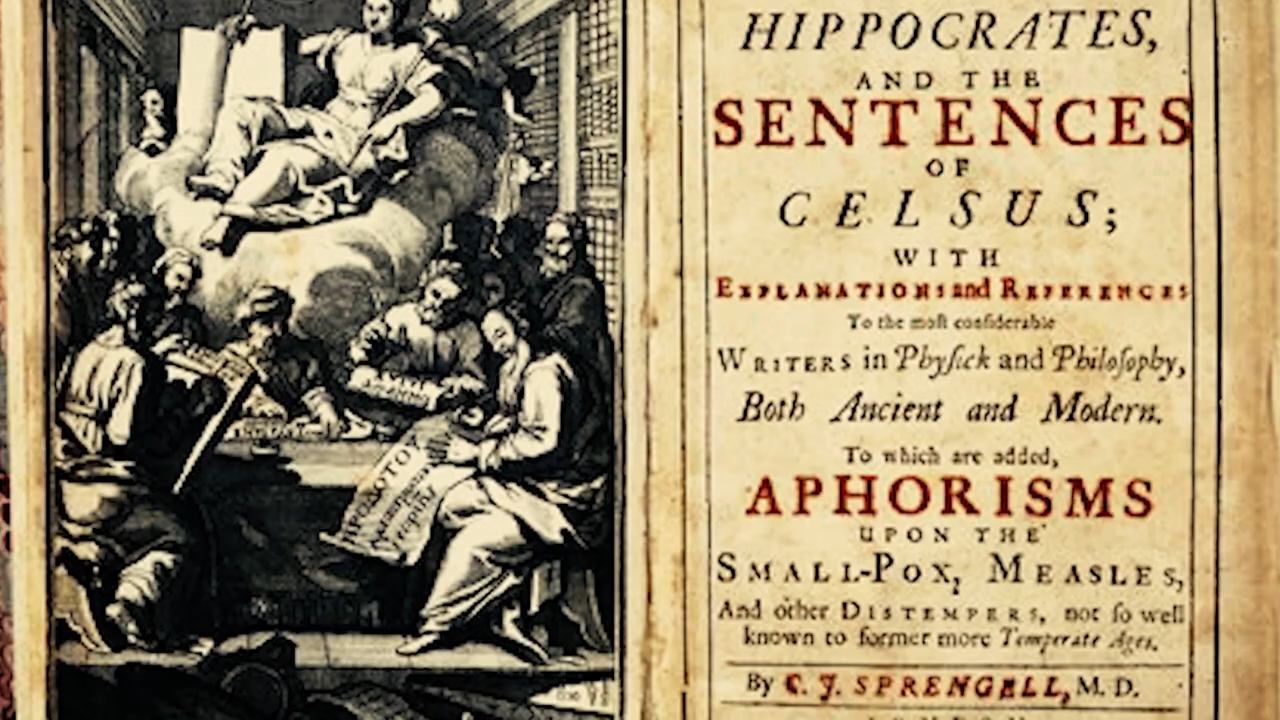 ΗΡΟΔΟΤΟΥ
HIPPOCRATES,
AND THE
SENTENCES
OF
CELSUS;
WITH
EXPLANATIONS and REFERENCES
To the moſt conſiderable
WRITERS in Phyſick and Philoſophy,
Both Ancient and Modern.
To which are added,
APHORISMS
UPON THE
SMALL-POX, MEASLES,
And other DISTEMPERS, not ſo well
known to former more Temperate Ages.
By C. J. SPRENGELL, M. D.